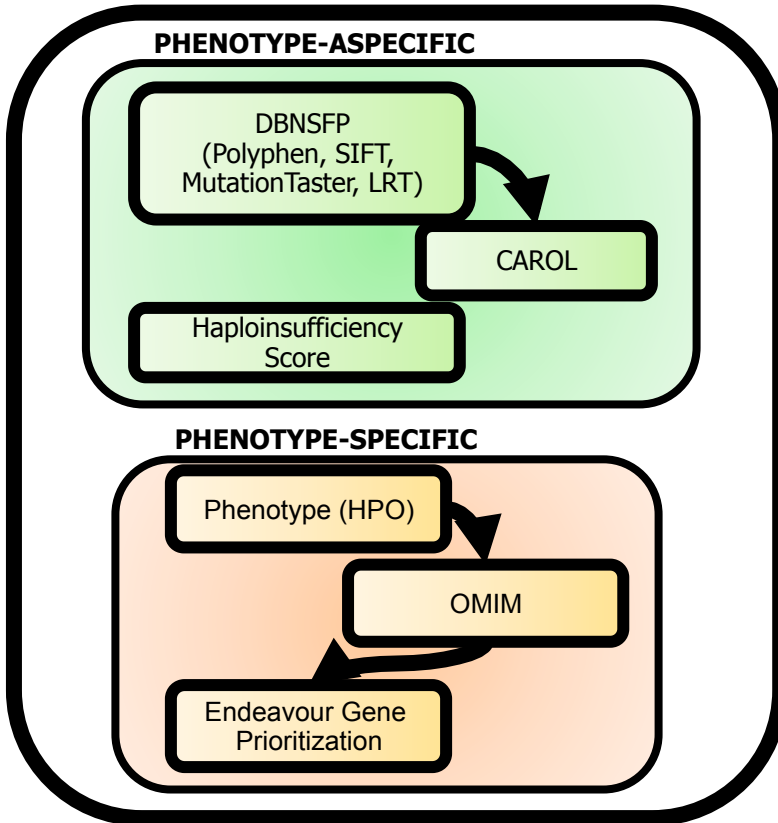 PHENOTYPE-ASPECIFIC
DBNSFP
(Polyphen, SIFT,
MutationTaster, LRT)
CAROL
Haploinsufficiency
Score
PHENOTYPE-SPECIFIC
Phenotype (HPO)
OMIM
Endeavour Gene
Prioritization